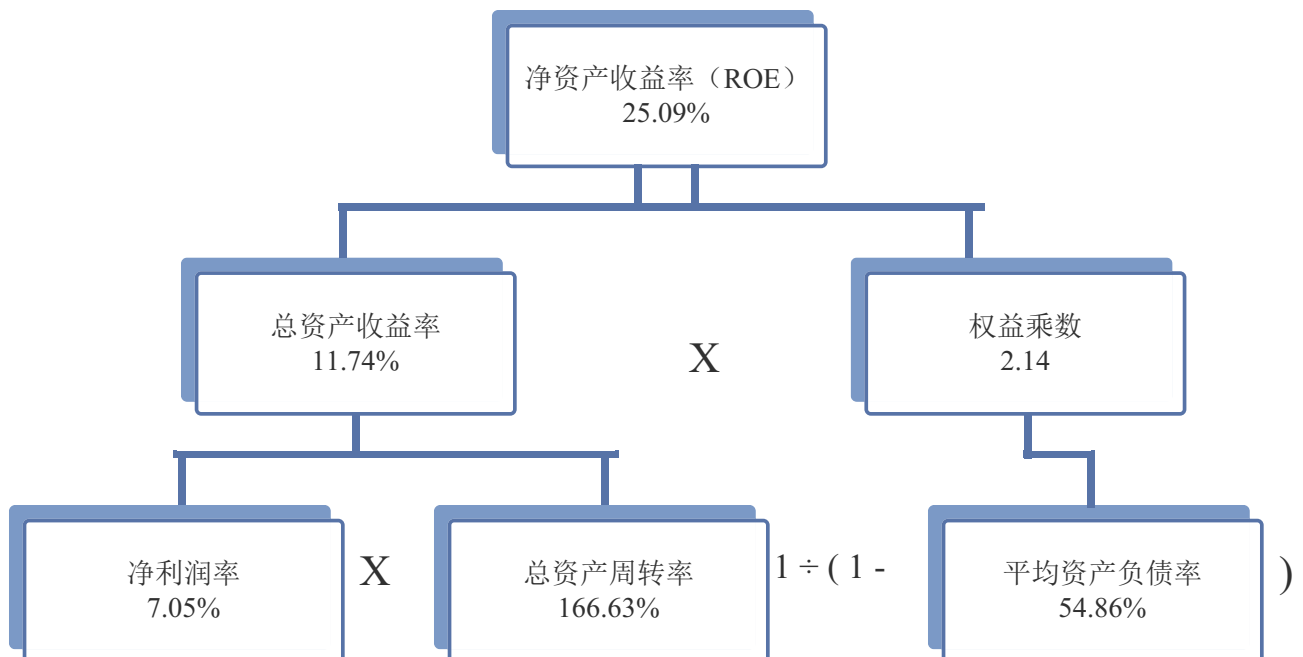 净资产收益率（ROE）
25.09%
总资产收益率
11.74%
X
权益乘数
2.14
净利润率
7.05%
X
总资产周转率
166.63%
1 ÷ ( 1 -
平均资产负债率
54.86%
)